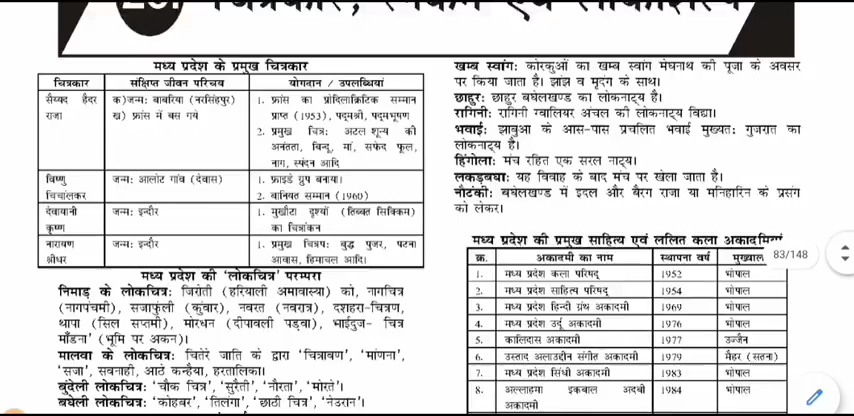 मध्य प्रदेश के प्रमुख चित्रकार
चित्रकार संक्षिप्त जीवन परिचय योगदान / उपलब्धियां
सैय्यद हैदर राजा
क)जन्म: बाबरिया (नरसिंहपुर)
ख) फ्रांस में बस गये
1. फ्रांस का प्रोदिलाक्रिटिक सम्मान
प्राप्त (1953), पदमश्री, पदमभूषण
2. प्रमुख चित्र: अटल शून्य की
अनंतता, बिन्दू, मां, सफेद फूल,
नाग, स्पंदन आदि
विष्णु चिंचालकर
जन्म: आलोट गांव (देवास)
1. फ्राइडे ग्रुप बनाया।
2. बानियत सम्मान (1960)
देवायानी कृष्ण
जन्म: इन्दौर
1. मुखौटा दृश्यों (तिब्बत सिक्किम)
का चित्रांकन
नारायण श्रीधर
जन्म: इन्दौर
1. प्रमुख चित्रप: बुद्ध पुजर, पटना
आवास, हिमाचल आदि।
मध्य प्रदेश की 'लोकचित्र' परम्परा
निमाड़ के लोकचित्र: जिरोती (हरियाली अमावास्या) को, नागचित्र
(नागपंचमी), सजाफुंली (कुंवार), नवरत (नवरात्र), दशहरा-चित्रण,
थापा (सिल सप्तमी), मोरधन (दीपावली पड़वा), भाईदुज- चित्र
माँडना' (भूमि पर अकन)।
मालवा के लोकचित्र: चितेरे जाति के द्वारा 'चित्रावण', 'मांणना',
'सजा', सवनाही, आठे कन्हैया, हरतालिका।
बुंदेली लोकचित्र: 'चौक चित्र', 'सुरैती', 'नौरता', 'मोरते'।
बघेली लोकचित्र: 'कोहबर', 'तिलंगा', 'छाठी चित्र', 'नेउरान'।
खम्ब स्वांग: कोरकुओं का खम्ब स्वांग मेघनाथ की पूजा के अवसर
पर किया जाता है। झांझ व मृदंग के साथ।
छाहुर: छाहुर बघेलखण्ड का लोकनाट्य है।
रागिनी: रागिनी ग्वालियर अंचल की लोकनाट्य विद्या।
भवाई: झाबुआ के आस-पास प्रचलित भवाई मुख्यत: गुजरात का
लोकनाट्य है।
हिंगोला: मंच रहित एक सरल नाट्य।
लकड़बघा: यह विवाह के बाद मंच पर खेला जाता है।
नौटंकी: बघेलखण्ड में इदल और बैरग राजा या मनिहारिन के प्रसंग
को लेकर।
मध्य प्रदेश की प्रमुख साहित्य एवं ललित कला अकादमियां
क्र. अकादमी का नाम स्थापना वर्ष मुख्याल
83/148
1. मध्य प्रदेश कला परिषद् 1952 भोपाल
2. मध्य प्रदेश साहित्य परिषद् 1954 भोपाल
3. मध्य प्रदेश हिन्दी ग्रंथ अकादमी 1969 भोपाल
4. मध्य प्रदेश उर्दू अकादमी 1976 भोपाल
5. कालिदास अकादमी 1977 उज्जैन
6. उस्ताद अलाउद्दीन संगीत अकादमी 1979 मैहर (सतना)
7. मध्य प्रदेश सिंधी अकादमी 1983 भोपाल
8. अल्लाहमा इकबाल अदबी 1984 भोपाल
अकादमी